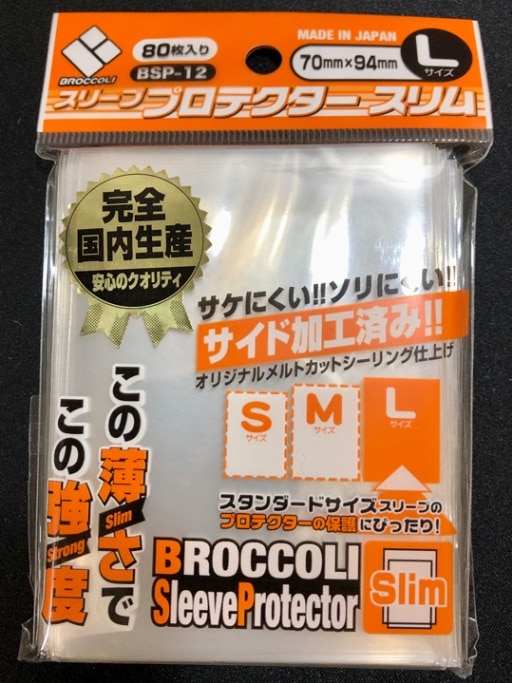 BROCCOLI
80枚入り
BSP-12
MADE IN JAPAN
70mm×94mm
L
サイズ
スリーブプロテクタースリム
完全
国内生産
安心のクオリティ
サケにくい!!ソリにくい!!
サイド加工済み!!
オリジナルメルトカットシーリング仕上げ
S
サイズ
M
サイズ
L
サイズ
この薄さで
Slim
この強度
Strong
スタンダードサイズスリーブの
プロテクターの保護にぴったり!
BROCCOLI
SleeveProtector
Slim